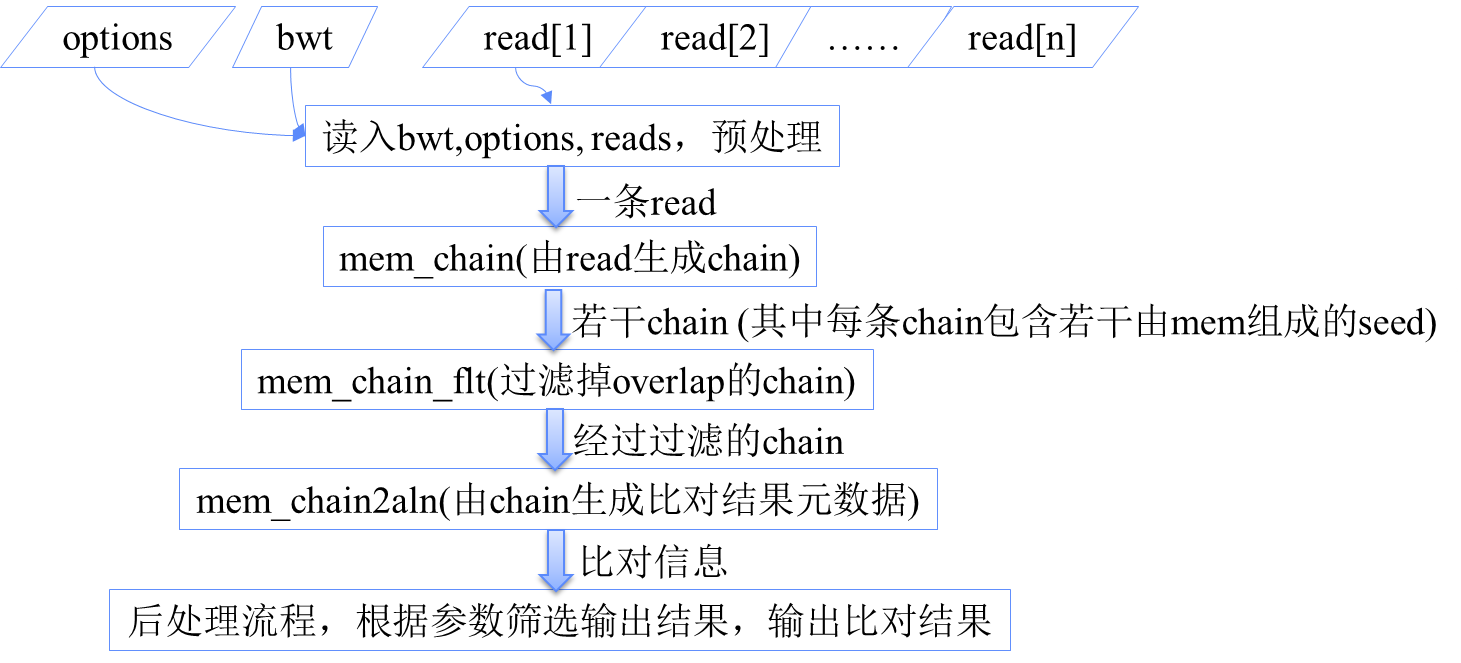 options bwt read[1] read[2] …… read[n]
读入bwt,options, reads，预处理
一条read
mem_chain(由read生成chain)
若干chain (其中每条chain包含若干由mem组成的seed)
mem_chain_flt(过滤掉overlap的chain)
经过过滤的chain
mem_chain2aln(由chain生成比对结果元数据)
比对信息
后处理流程，根据参数筛选输出结果，输出比对结果